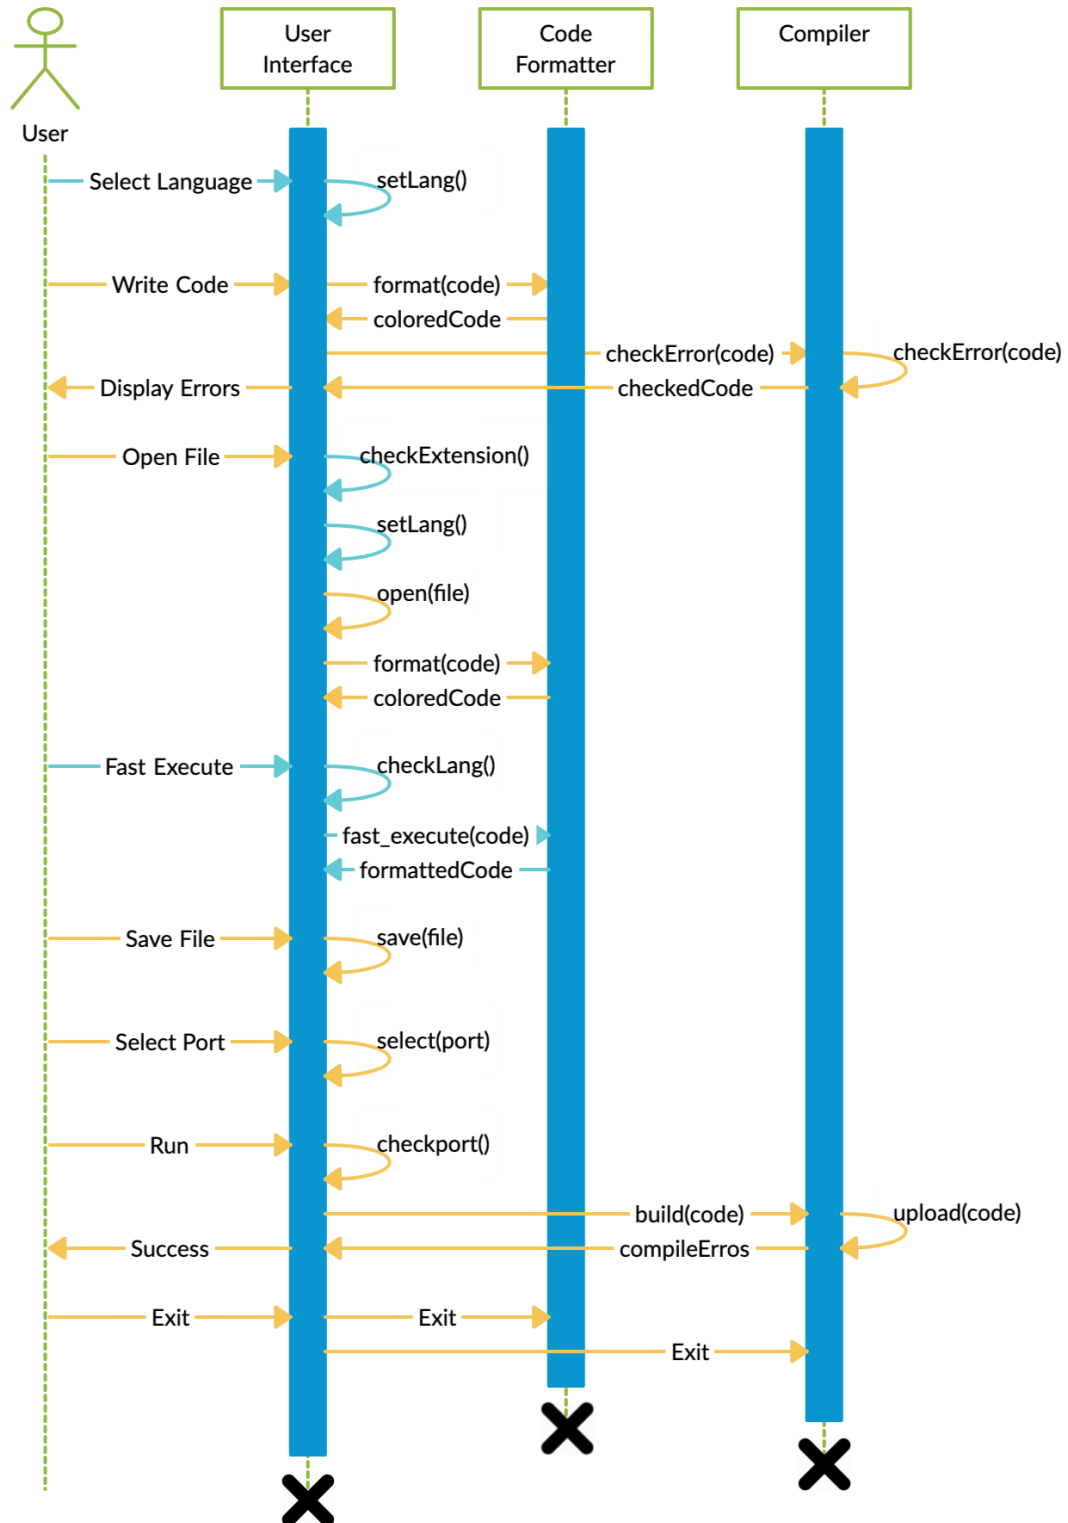 User
Interface
Code
Formatter
Compiler
User
Select Language
setLang()
Write Code
format(code)
coloredCode
checkError(code)
checkError(code)
Display Errors
checkedCode
Open File
checkExtension()
setLang()
open(file)
format(code)
coloredCode
Fast Execute
checkLang()
fast_execute(code)
formattedCode
Save File
save(file)
Select Port
select(port)
Run
checkport()
build(code)
upload(code)
Success
compileErros
Exit
Exit
Exit